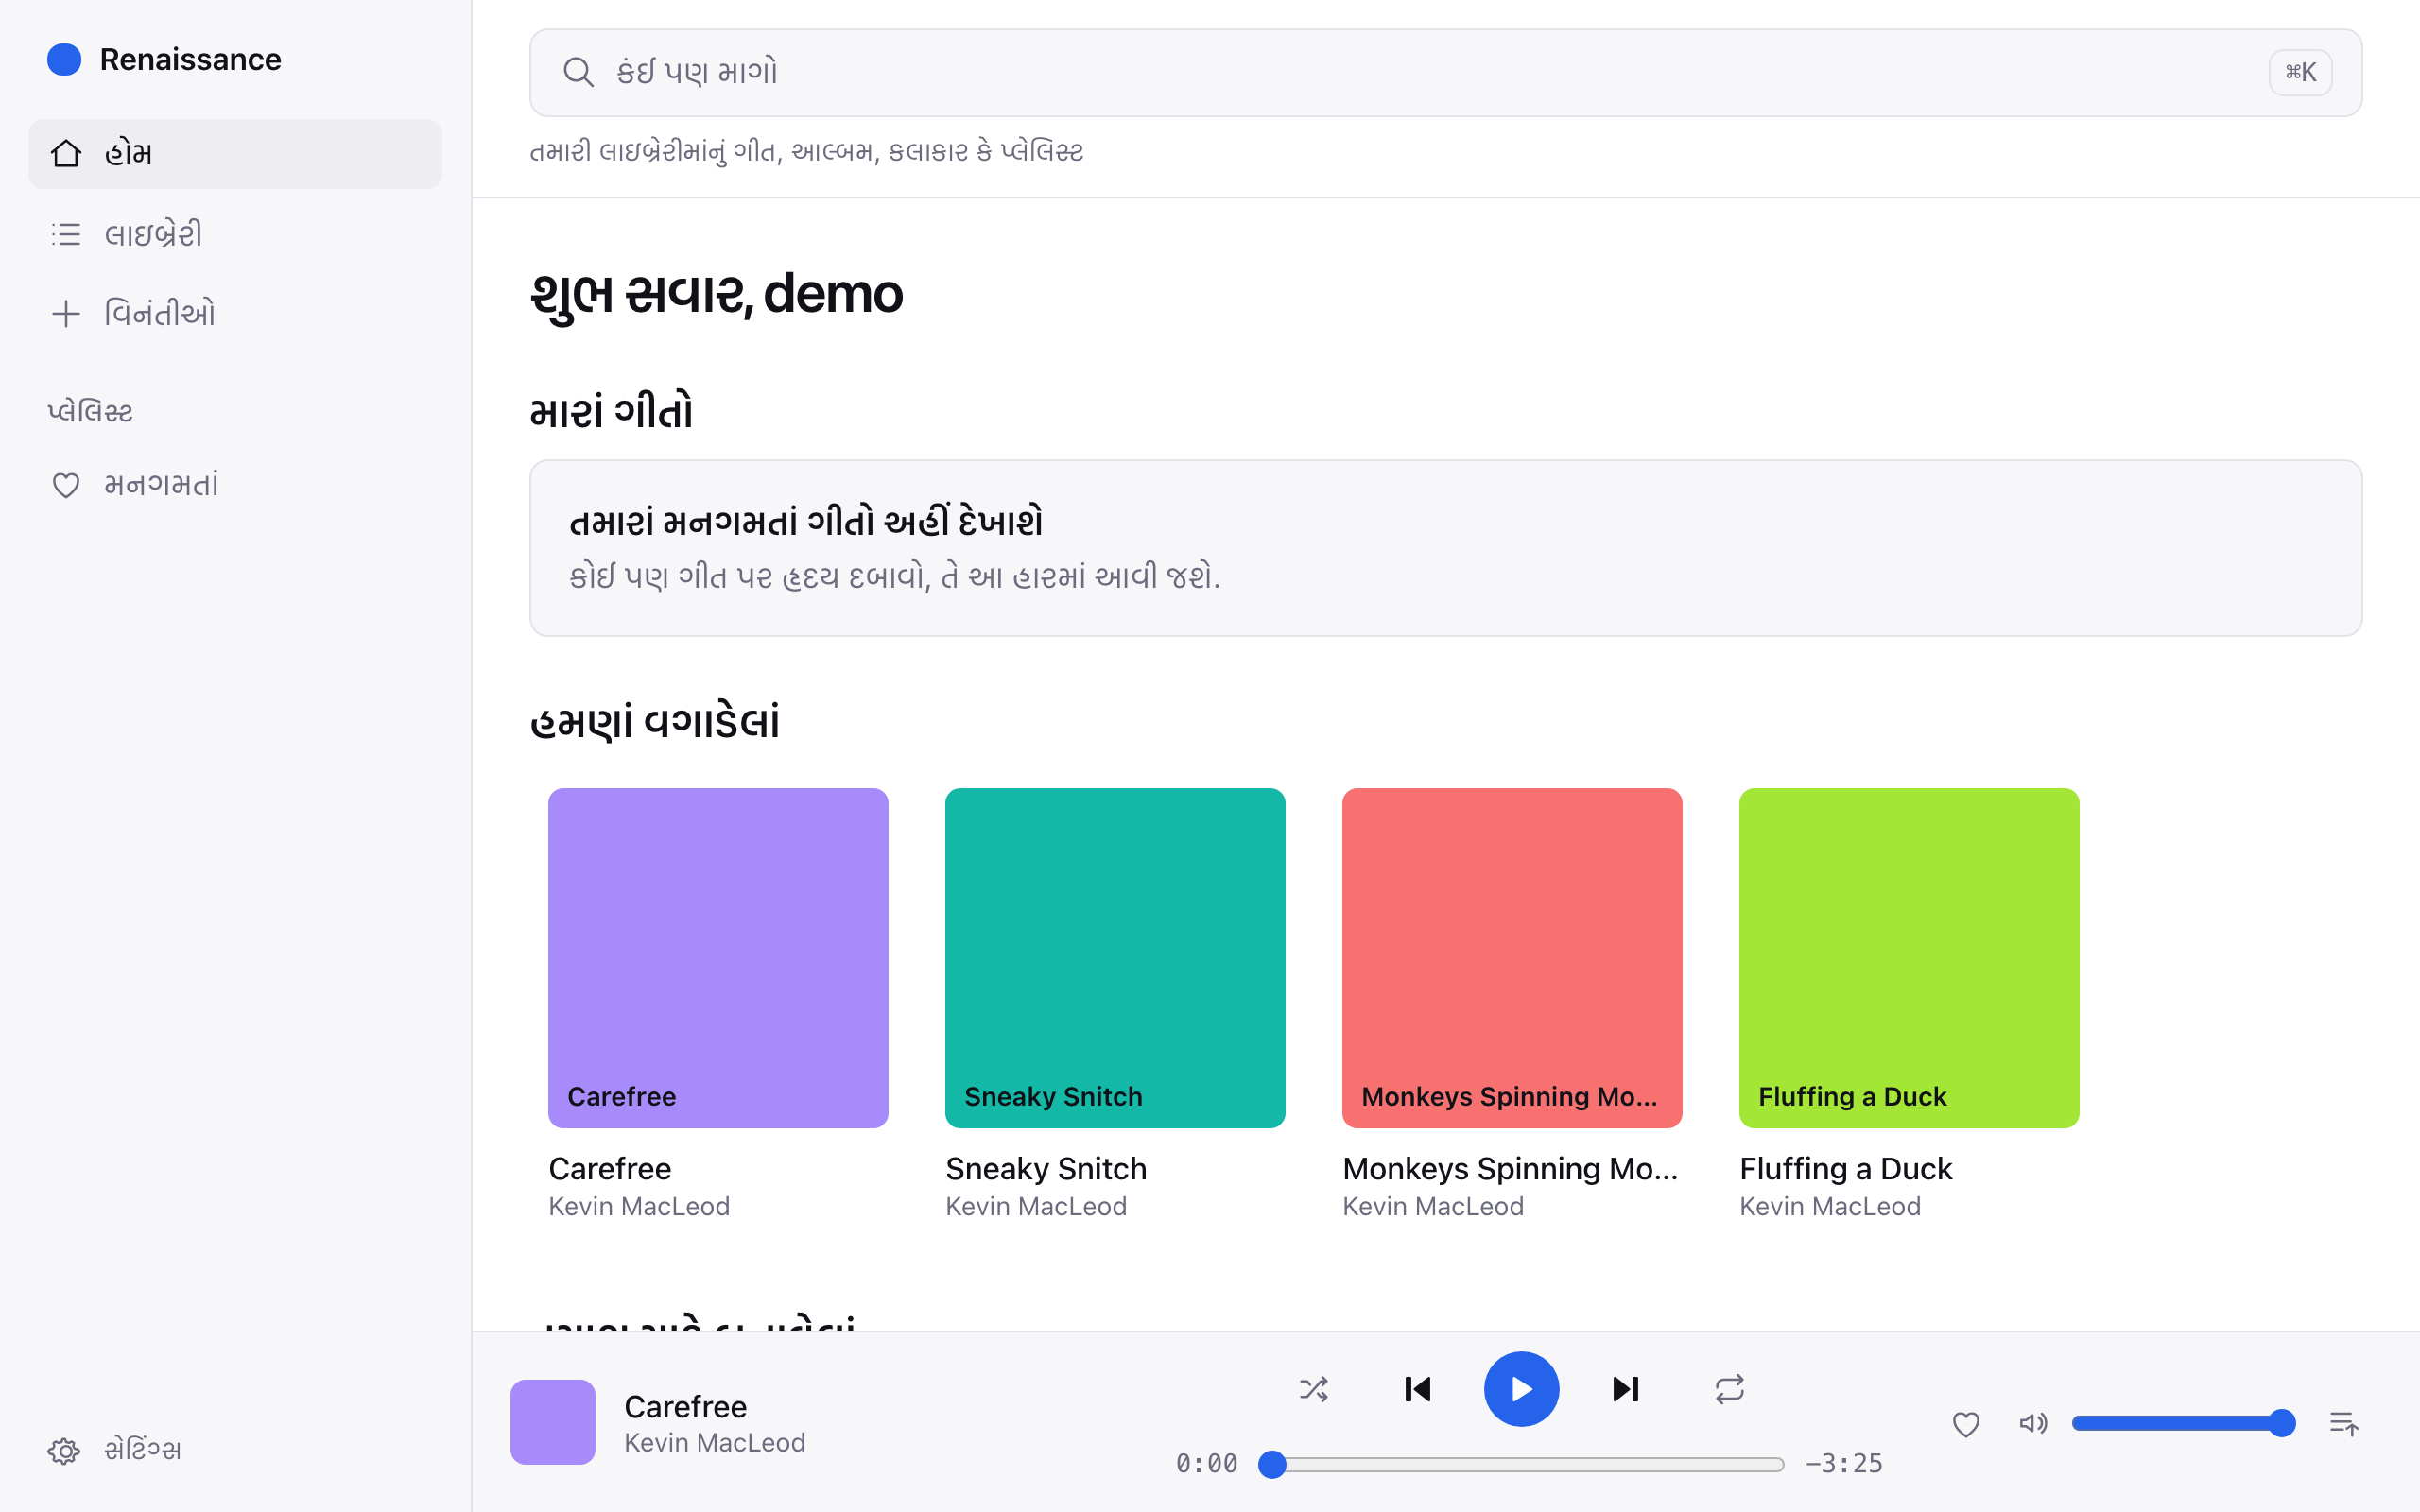 Renaissance
હોમ
લાઇબ્રેરી
વિનંતીઓ
પ્લેલિસ્ટ
મનગમતાં
સેટિંગ્સ
કંઈ પણ માગો
⌘K
તમારી લાઇબ્રેરીમાંનું ગીત, આલ્બમ, કલાકાર કે પ્લેલિસ્ટ
શુભ સવાર, demo
મારાં ગીતો
તમારાં મનગમતાં ગીતો અહીં દેખાશે
કોઈ પણ ગીત પર હૃદય દબાવો, તે આ હારમાં આવી જશે.
હમણાં વગાડેલાં
Carefree
Sneaky Snitch
Monkeys Spinning Mo...
Fluffing a Duck
Carefree
Kevin MacLeod
Sneaky Snitch
Kevin MacLeod
Monkeys Spinning Mo...
Kevin MacLeod
Fluffing a Duck
Kevin MacLeod
Carefree
Kevin MacLeod
0:00
−3:25